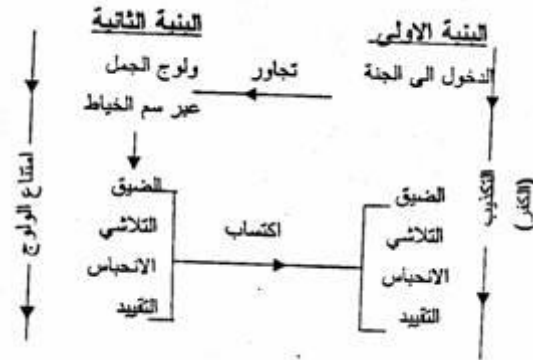 البنية الاولى
الدخول الى الجنة
تجاور
البنية الثانية
ولوج الجمل
عبر سم الخياط
الضيق
التلاشي
الانحباس
التقييد
اكتساب
الضيق
التلاشي
الانحباس
التقييد
التكذيب
(الكفر)
امتناع الولوج